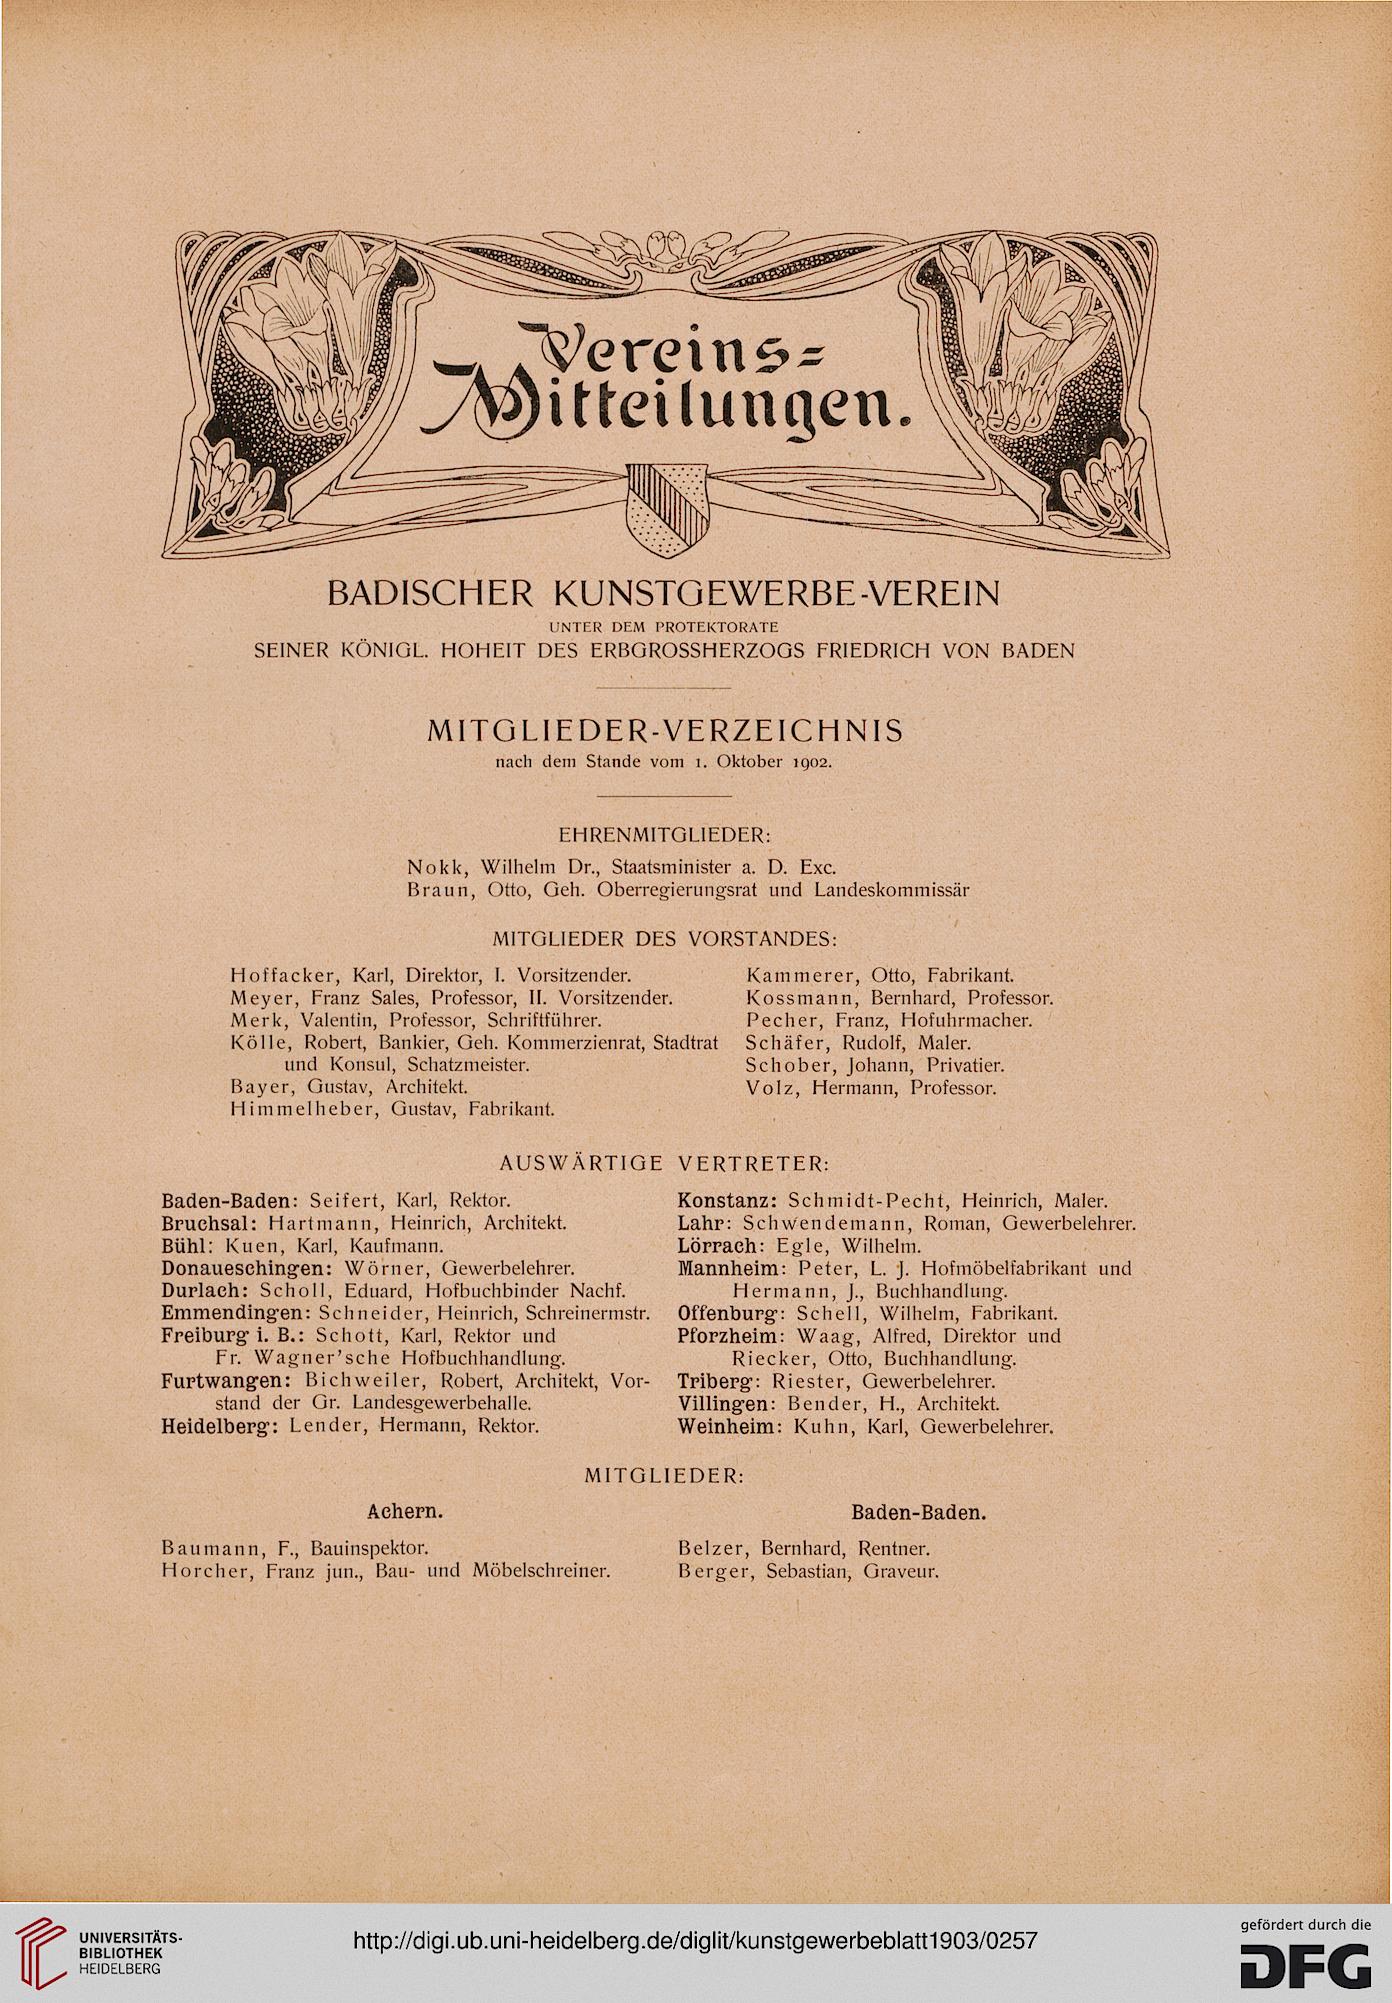 Vereins-
Mitteilungen.
BADISCHER KUNSTGEWERBE-VEREIN
UNTER DEM PROTEKTORATE
SEINER KÖNIGL. HOHEIT DES ERBGROSSHERZOGS FRIEDRICH VON BADEN
MITGLIEDER-VERZEICHNIS
nach dem Stande vom 1. Oktober 1902.
EHRENMITGLIEDER:
Nokk, Wilhelm Dr., Staatsminister a. D. Exc.
Braun, Otto, Geh. Oberregierungsrat und Landeskommissär
MITGLIEDER DES VORSTANDES:
Hoffacker, Karl, Direktor, I. Vorsitzender.
Meyer, Franz Sales, Professor, II. Vorsitzender.
Merk, Valentin, Professor, Schriftführer.
Kölle, Robert, Bankier, Geh. Kommerzienrat, Stadtrat
und Konsul, Schatzmeister.
Bayer, Gustav, Architekt.
Himmelheber, Gustav, Fabrikant.
Kammerer, Otto, Fabrikant.
Kossmann, Bernhard, Professor.
Pecher, Franz, Hofuhrmacher.
Schäfer, Rudolf, Maler.
Schober, Johann, Privatier.
Volz, Hermann, Professor.
AUSWÄRTIGE VERTRETER:
Baden-Baden: Seifert, Karl, Rektor.
Bruchsal: Hartmann, Heinrich, Architekt.
Bühl: Kuen, Karl, Kaufmann.
Donaueschingen: Wörner, Gewerbelehrer.
Durlach: Scholl, Eduard, Hofbuchbinder Nachf.
Emmendingen: Schneider, Heinrich, Schreinermstr.
Freiburg i. B.: Schott, Karl, Rektor und
Fr. Wagner'sche Hofbuchhandlung.
Furtwangen: Bichweiler, Robert, Architekt, Vor-
stand der Gr. Landesgewerbehalle.
Heidelberg: Lender, Hermann, Rektor.
Konstanz: Schmidt-Pecht, Heinrich, Maler.
Lahr: Schwendemann, Roman, Gewerbelehrer.
Lörrach: Egle, Wilhelm.
Mannheim: Peter, L. J. Hofmöbelfabrikant und
Hermann, J., Buchhandlung.
Offenburg: Schell, Wilhelm, Fabrikant.
Pforzheim: Waag, Alfred, Direktor und
Riecker, Otto, Buchhandlung.
Triberg: Riester, Gewerbelehrer.
Villingen: Bender, H., Architekt.
Weinheim: Kuhn, Karl, Gewerbelehrer.
MITGLIEDER:
Achern.
Baumann, F., Bauinspektor.
Horcher, Franz jun., Bau- und Möbelschreiner.
Baden-Baden.
Belzer, Bernhard, Rentner.
Berger, Sebastian, Graveur.
UNIVERSITÄTS-
BIBLIOTHEK
HEIDELBERG
http://digi.ub.uni-heidelberg.de/diglit/kunstgewerbeblatt1903/0257
gefördert durch die
DFG